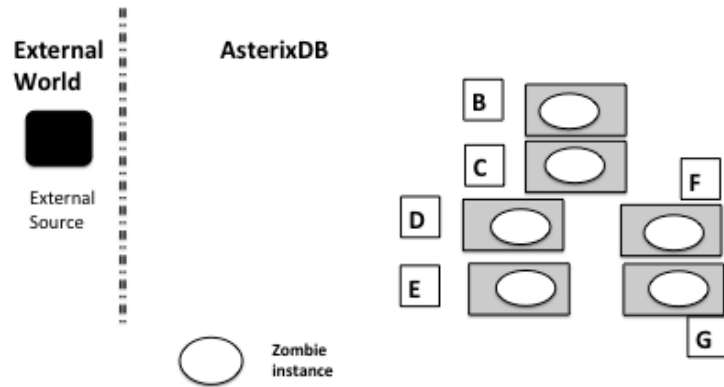 External
World
AsterixDB
External
Source
B
C
F
D
E
G
Zombie
instance